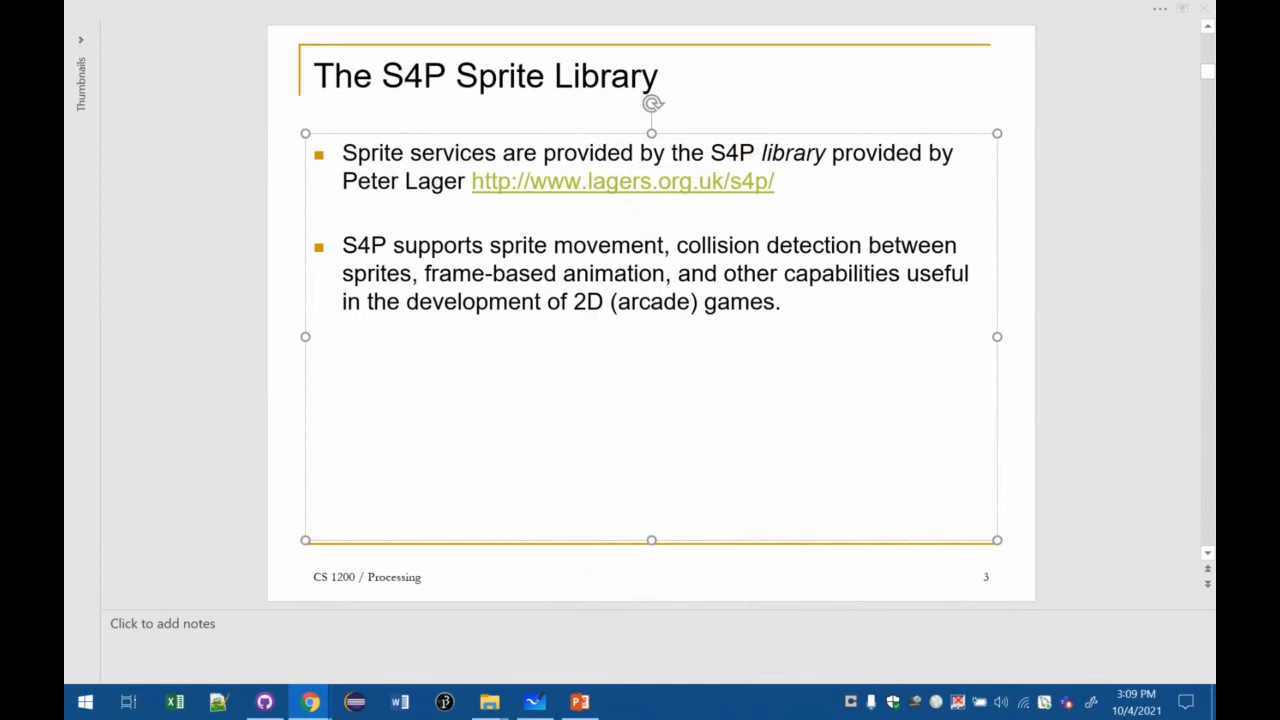 Thumbnails
The S4P Sprite Library
Sprite services are provided by the S4P library provided by
Peter Lager http://www.lagers.org.uk/s4p/
S4P supports sprite movement, collision detection between
sprites, frame-based animation, and other capabilities useful
in the development of 2D (arcade) games.
CS 1200 / Processing
3
Click to add notes
3:09 PM
10/4/2021